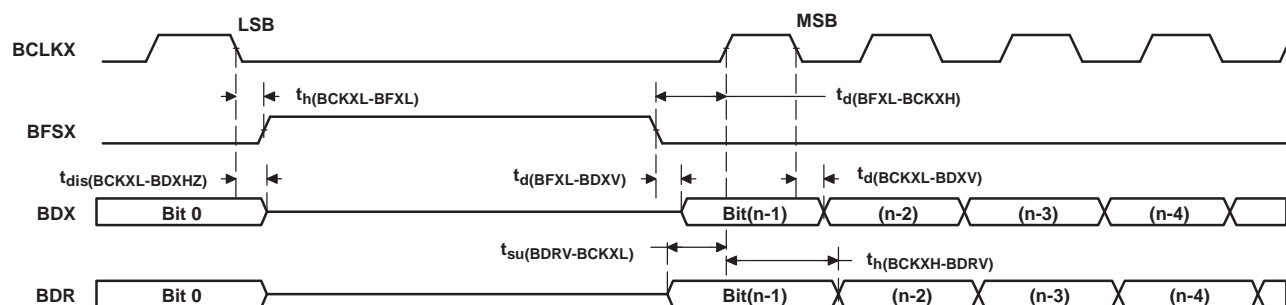 LSB MSB
BCLKX
th(BCKXL-BFXL) td(BFXL-BCKXH)
BFSX
tdis(BCKXL-BDXHZ) td(BFXL-BDXV) td(BCKXL-BDXV)
BDX Bit 0 Bit(n-1) (n-2) (n-3) (n-4)
tsu(BDRV-BCKXL) th(BCKXH-BDRV)
BDR Bit 0 Bit(n-1) (n-2) (n-3) (n-4)